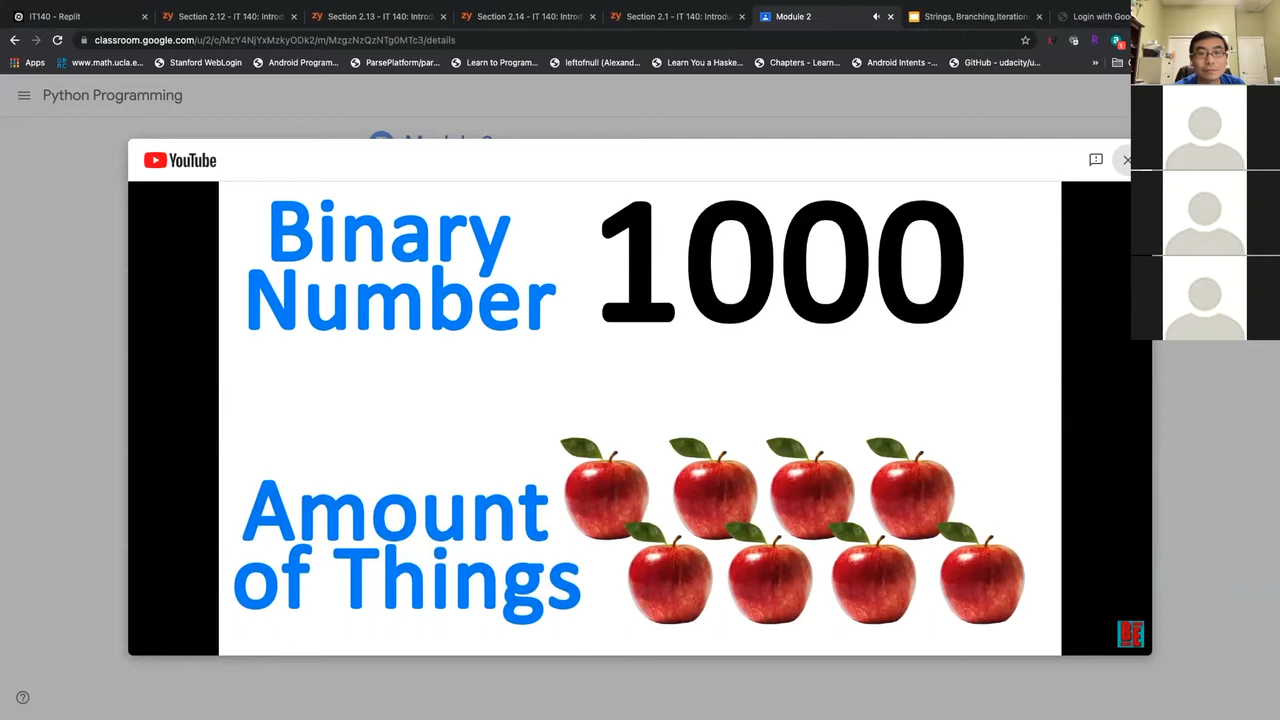 IT140 - Replit
Section 2.12 - IT 140: Introd
Section 2.13 - IT 140: Introd
Section 2.14 - IT 140: Introd
Section 2.1 - IT 140: Introdu
Module 2
Strings, Branching,Iteration
Login with Goo
classroom.google.com/u/2/c/MzY4NjYxMzkyODk2/m/MzgzNzQzNTg0MTc3/details
Apps
www.math.ucla.e...
Stanford WebLogin
Android Program...
ParsePlatform/par...
Learn to Program...
leftofnull (Alexand...
Learn You a Haske...
Chapters - Learn...
Android Intents -...
GitHub - udacity/u...
»
Python Programming
YouTube
Binary
Number
1000
Amount
of Things
BE